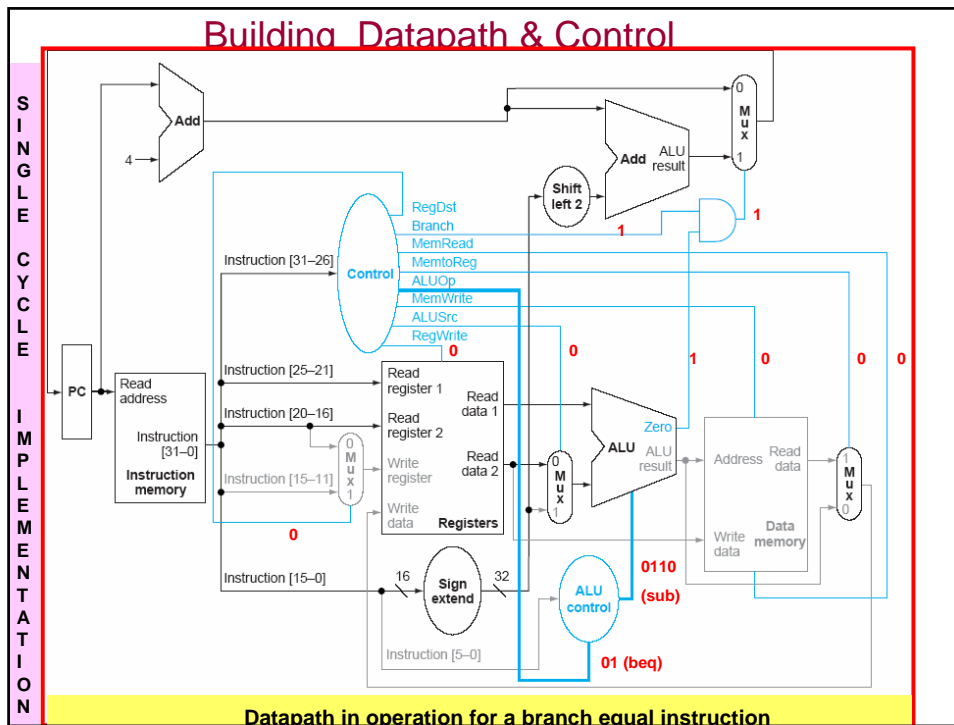 Building Datapath & Control
SINGLE CYCLE IMPLEMENTATION
Add
4
Add
ALU result
Shift left 2
0
Mux
1
RegDst
Branch
MemRead
MemtoReg
ALUOp
MemWrite
ALUSrc
RegWrite
Control
1
1
Instruction [31–26]
0
0
1
0
0
0
PC
Read address
Instruction [31–0]
Instruction memory
Instruction [25–21]
Instruction [20–16]
Instruction [15–11]
0
Mux
1
0
Read register 1
Read register 2
Write register
Write data
Read data 1
Read data 2
Registers
0
Mux
1
ALU
Zero
ALU result
Address
Read data
Write data
Data memory
1
Mux
0
Instruction [15–0]
16
Sign extend
32
ALU control
0110
(sub)
Instruction [5–0]
01 (beq)
Datapath in operation for a branch equal instruction